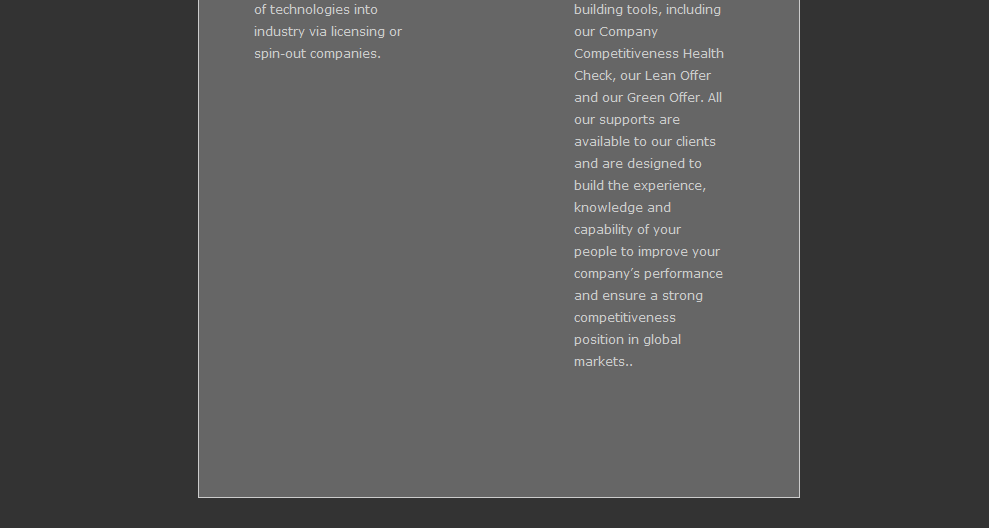 of technologies into
industry via licensing or
spin-out companies.
building tools, including
our Company
Competitiveness Health
Check, our Lean Offer
and our Green Offer. All
our supports are
available to our clients
and are designed to
build the experience,
knowledge and
capability of your
people to improve your
company’s performance
and ensure a strong
competitiveness
position in global
markets..